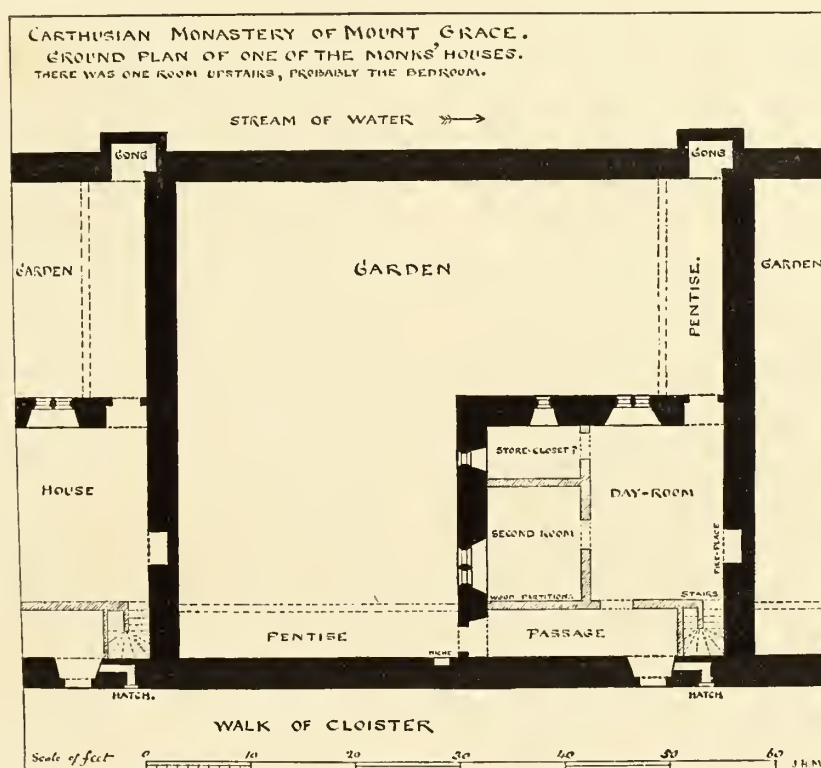 CARTHUSIAN MONASTERY OF MOUNT GRACE.
GROUND PLAN OF ONE OF THE MONKS' HOUSES.
THERE WAS ONE ROOM UPSTAIRS, PROBABLY THE BEDROOM.
STREAM OF WATER
GONG
GONG
GARDEN
GARDEN
PENTISE.
GARDEN
STORE-CLOSET?
HOUSE
DAY-ROOM
SECOND ROOM
FIRE-PLACE
WOOD PARTITIONS
STAIRS
PENTISE
NICHE
PASSAGE
HATCH.
HATCH
WALK OF CLOISTER
Scale of feet 0 10 20 30 40 50 60
J.H.M